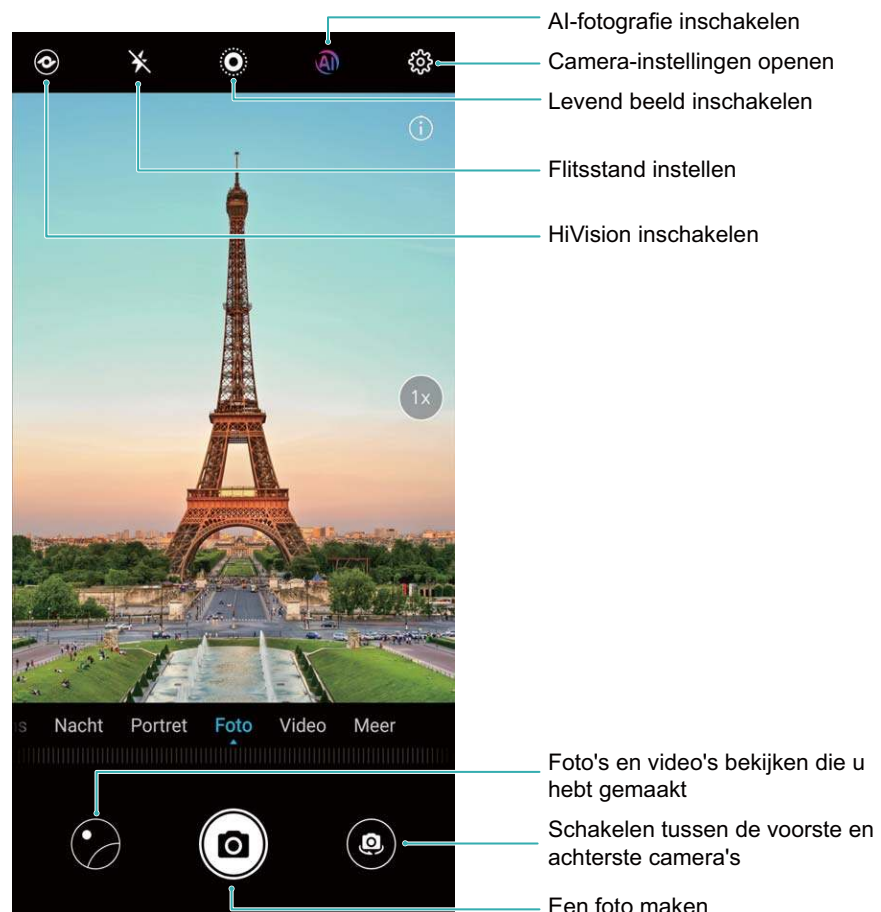 AI-fotografie inschakelen
AI
Camera-instellingen openen
Levend beeld inschakelen
Flitsstand instellen
HiVision inschakelen
1x
Nacht Portret Foto Video Meer
Foto's en video's bekijken die u
hebt gemaakt
Schakelen tussen de voorste en
achterste camera's
Een foto maken